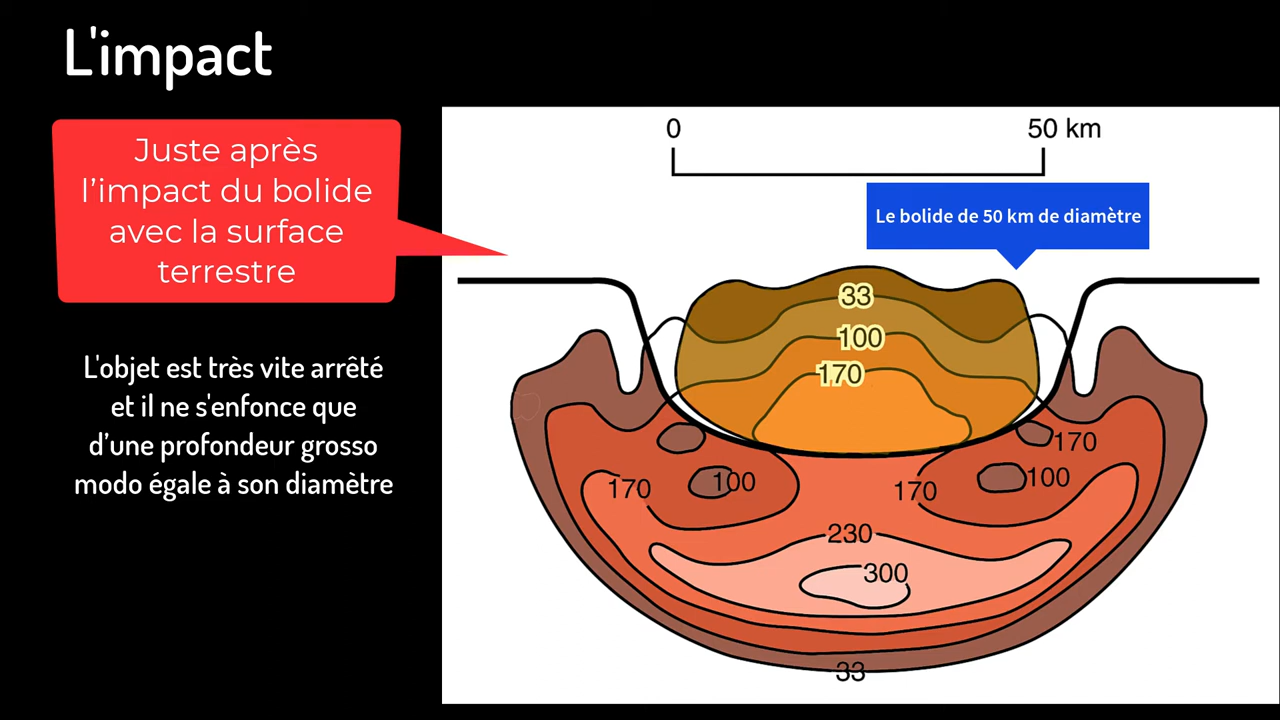 L'impact
Juste après
l’impact du bolide
avec la surface
terrestre
L'objet est très vite arrêté
et il ne s'enfonce que
d’une profondeur grosso
modo égale à son diamètre
0 50 km
Le bolide de 50 km de diamètre
33
100
170
170
100
170 100 170
230
300
33